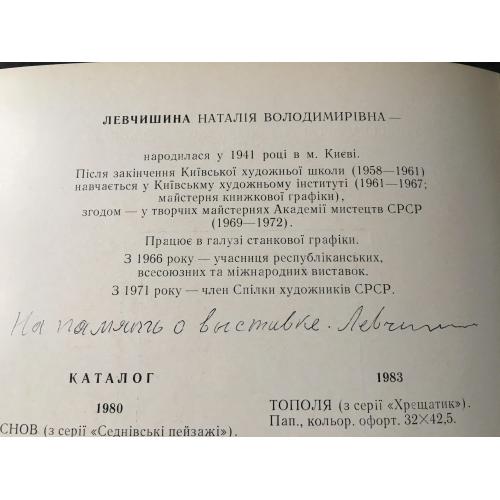 ЛЕВЧИШИНА НАТАЛІЯ ВОЛОДИМИРІВНА —
народилася у 1941 році в м. Києві.
Після закінчення Київської художньої школи (1958—1961)
навчається у Київському художньому інституті (1961—1967;
майстерня книжкової графіки),
згодом — у творчих майстернях Академії мистецтв СРСР
(1969—1972).
Працює в галузі станкової графіки.
З 1966 року — учасниця республіканських,
всесоюзних та міжнародних виставок.
З 1971 року — член Спілки художників СРСР.
На память о выставке.
КАТАЛОГ
1980
СНОВ (з серії «Седнівські пейзажі»).
1983
ТОПОЛЯ (з серії «Хрещатик»).
Пап., кольор. офорт. 32×42,5.